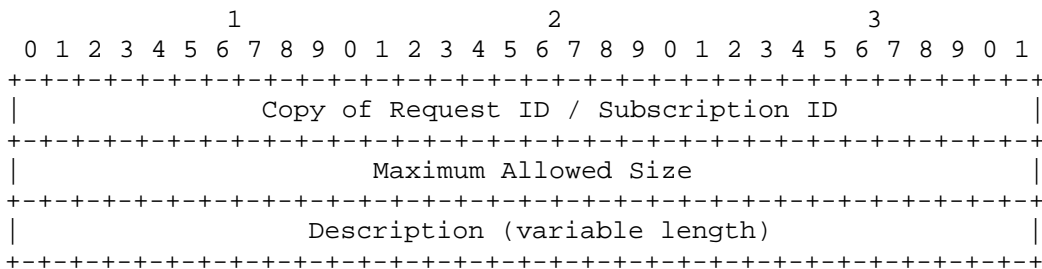 1 2 3
0 1 2 3 4 5 6 7 8 9 0 1 2 3 4 5 6 7 8 9 0 1 2 3 4 5 6 7 8 9 0 1
+-+-+-+-+-+-+-+-+-+-+-+-+-+-+-+-+-+-+-+-+-+-+-+-+-+-+-+-+-+-+-+-+
| Copy of Request ID / Subscription ID |
+-+-+-+-+-+-+-+-+-+-+-+-+-+-+-+-+-+-+-+-+-+-+-+-+-+-+-+-+-+-+-+-+
| Maximum Allowed Size |
+-+-+-+-+-+-+-+-+-+-+-+-+-+-+-+-+-+-+-+-+-+-+-+-+-+-+-+-+-+-+-+-+
| Description (variable length) |
+-+-+-+-+-+-+-+-+-+-+-+-+-+-+-+-+-+-+-+-+-+-+-+-+-+-+-+-+-+-+-+-+